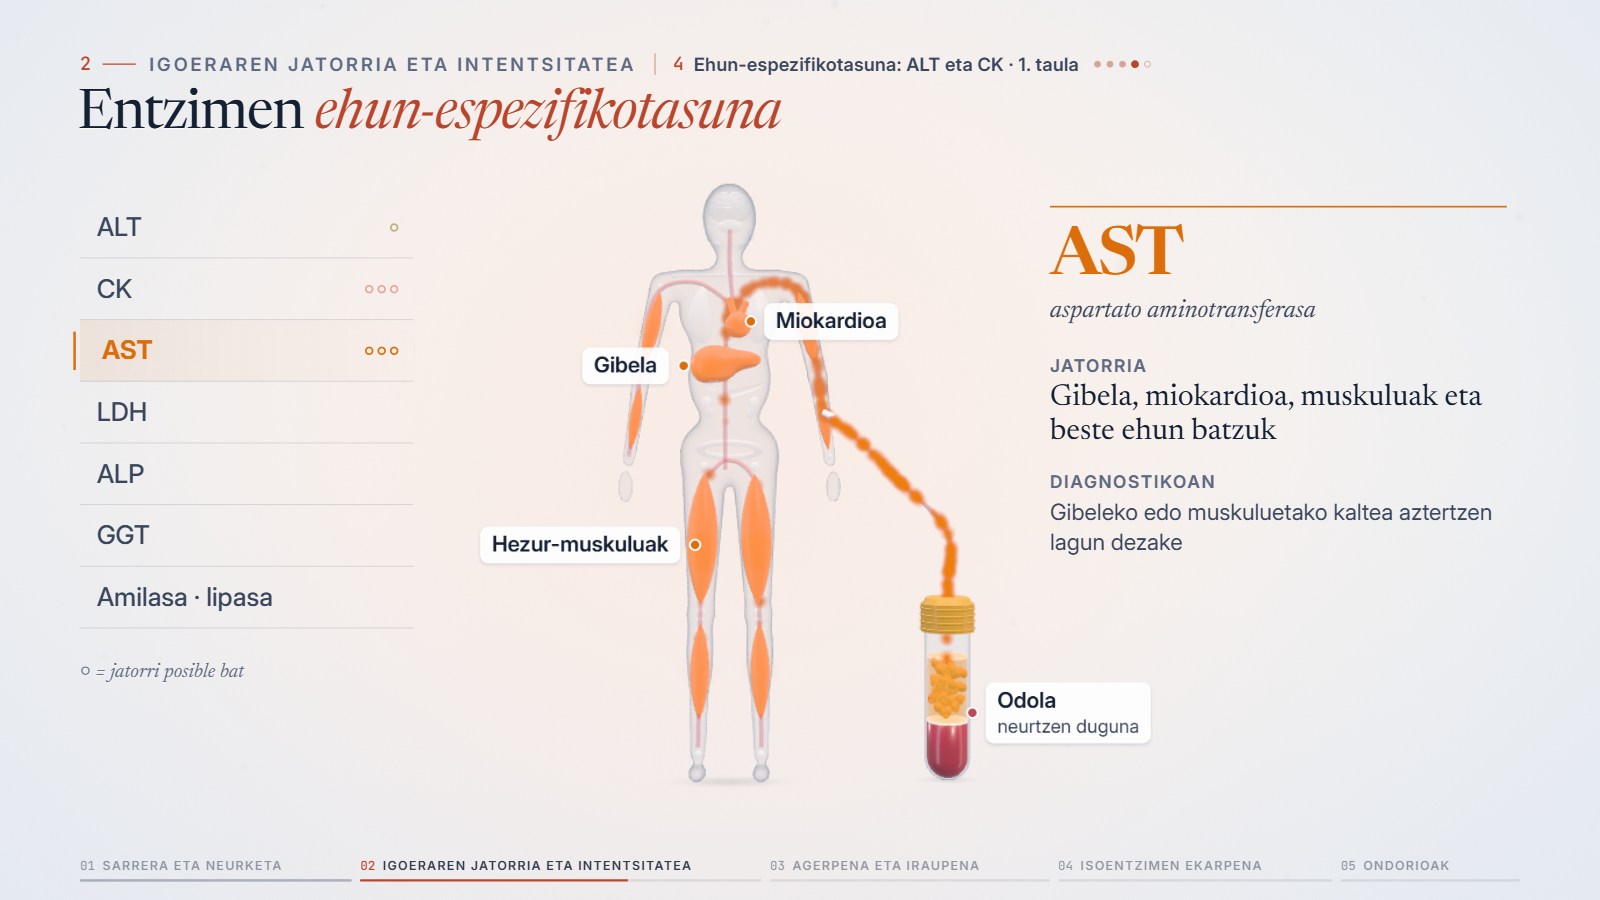 2 — IGOERAREN JATORRIA ETA INTENTSITATEA | 4 Ehun-espezifikotasuna: ALT eta CK · 1. taula
Entzimen ehun-espezifikotasuna
ALT
CK
AST
LDH
ALP
GGT
Amilasa · lipasa
○ = jatorri posible bat
Miokardioa
Gibela
Hezur-muskuluak
Odola
neurtzen duguna
AST
aspartato aminotransferasa
JATORRIA
Gibela, miokardioa, muskuluak eta
beste ehun batzuk
DIAGNOSTIKOAN
Gibeleko edo muskuluetako kaltea aztertzen
lagun dezake
01 SARRERA ETA NEURKETA
02 IGOERAREN JATORRIA ETA INTENTSITATEA
03 AGERPENA ETA IRAUPENA
04 ISOENTZIMEN EKARPENA
05 ONDORIOAK